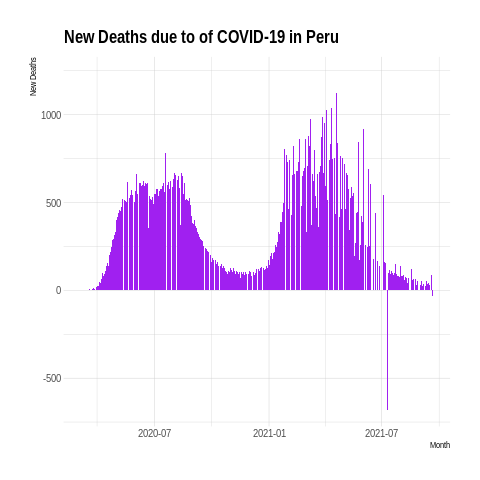 New Deaths due to of COVID-19 in Peru
New Deaths
1000
500
0
-500
2020-07
2021-01
2021-07
Month